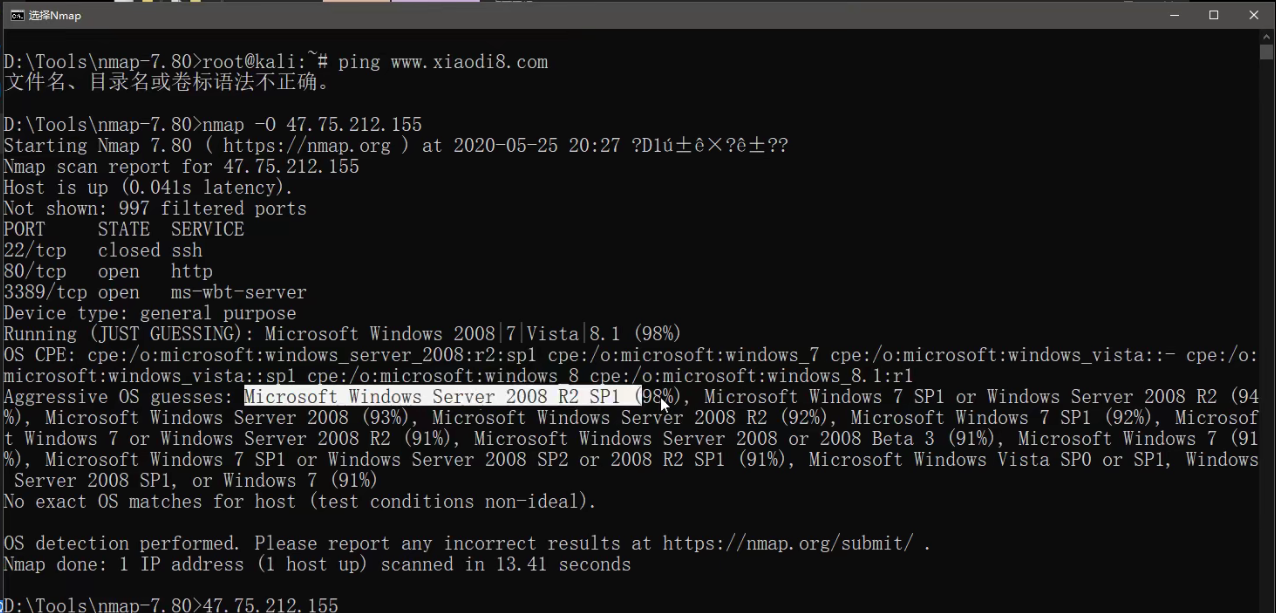 选择Nmap
D:\Tools\nmap-7.80>root@kali:~# ping www.xiaodi8.com
文件名、目录名或卷标语法不正确。
D:\Tools\nmap-7.80>nmap -O 47.75.212.155
Starting Nmap 7.80 ( https://nmap.org ) at 2020-05-25 20:27 ?D1ú±ê×?ê±??
Nmap scan report for 47.75.212.155
Host is up (0.041s latency).
Not shown: 997 filtered ports
PORT     STATE  SERVICE
22/tcp   closed ssh
80/tcp   open   http
3389/tcp open   ms-wbt-server
Device type: general purpose
Running (JUST GUESSING): Microsoft Windows 2008|7|Vista|8.1 (98%)
OS CPE: cpe:/o:microsoft:windows_server_2008:r2:sp1 cpe:/o:microsoft:windows_7 cpe:/o:microsoft:windows_vista::- cpe:/o:
microsoft:windows_vista::sp1 cpe:/o:microsoft:windows_8 cpe:/o:microsoft:windows_8.1:r1
Aggressive OS guesses: Microsoft Windows Server 2008 R2 SP1 (98%), Microsoft Windows 7 SP1 or Windows Server 2008 R2 (94
%), Microsoft Windows Server 2008 (93%), Microsoft Windows Server 2008 R2 (92%), Microsoft Windows 7 SP1 (92%), Microsof
t Windows 7 or Windows Server 2008 R2 (91%), Microsoft Windows Server 2008 or 2008 Beta 3 (91%), Microsoft Windows 7 (91
%), Microsoft Windows 7 SP1 or Windows Server 2008 SP2 or 2008 R2 SP1 (91%), Microsoft Windows Vista SP0 or SP1, Windows
 Server 2008 SP1, or Windows 7 (91%)
No exact OS matches for host (test conditions non-ideal).
OS detection performed. Please report any incorrect results at https://nmap.org/submit/ .
Nmap done: 1 IP address (1 host up) scanned in 13.41 seconds
D:\Tools\nmap-7.80>47.75.212.155